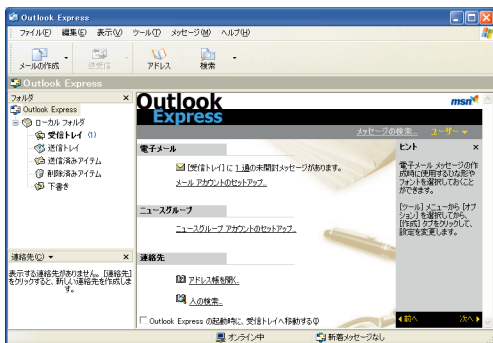 Outlook Express
ファイル(F) 編集(E) 表示(V) ツール(T) メッセージ(M) ヘルプ(H)
メールの作成 送受信 アドレス 検索
Outlook Express
フォルダ ×
Outlook Express
ローカル フォルダ
受信トレイ (1)
送信トレイ
送信済みアイテム
削除済みアイテム
下書き
連絡先(C) ×
表示する連絡先がありません。[連絡先]
をクリックすると、新しい連絡先を作成しま
す。
Outlook
Express
msn
メッセージの検索... ユーザー
電子メール
[受信トレイ] に 1 通の未開封メッセージがあります。
メール アカウントのセットアップ...
ニュースグループ
ニュースグループ アカウントのセットアップ...
連絡先
アドレス帳を開く...
人の検索...
Outlook Express の起動時に、受信トレイへ移動する(I)
ヒント ×
電子メール メッセージの作
成時に使用するひな形や
フォントを選択しておくこと
ができます。
[ツール] メニューから [オプ
ション] を選択してから、
[作成] タブをクリックして、
設定を変更します。
前へ 次へ
オンライン中 新着メッセージなし